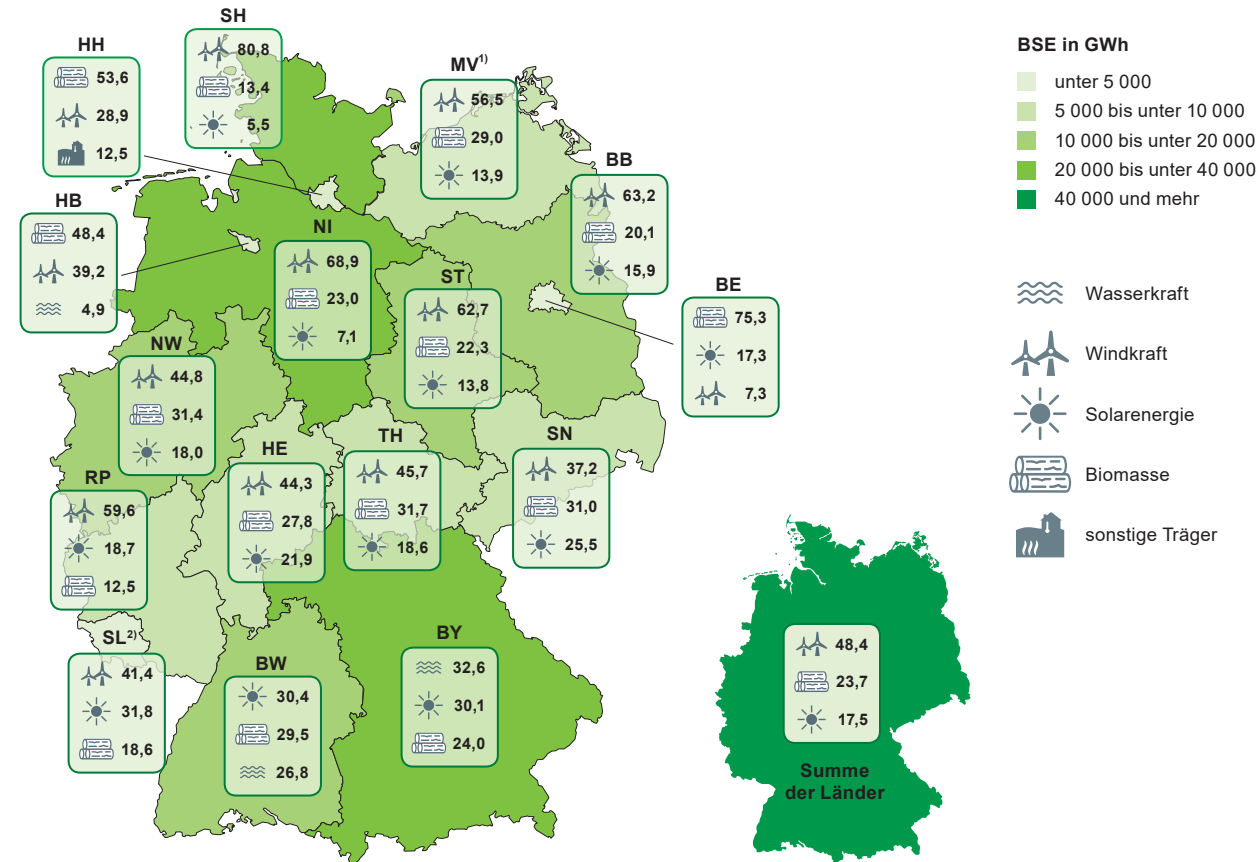 SH
80,8
13,4
5,5
HH
53,6
28,9
12,5
MV¹⁾
56,5
29,0
13,9
BB
63,2
20,1
15,9
HB
48,4
39,2
4,9
NI
68,9
23,0
7,1
ST
62,7
22,3
13,8
BE
75,3
17,3
7,3
NW
44,8
31,4
18,0
HE
44,3
27,8
21,9
TH
45,7
31,7
18,6
SN
37,2
31,0
25,5
RP
59,6
18,7
12,5
SL²⁾
41,4
31,8
18,6
BW
30,4
29,5
26,8
BY
32,6
30,1
24,0
48,4
23,7
17,5
Summe
der Länder
BSE in GWh
unter 5 000
5 000 bis unter 10 000
10 000 bis unter 20 000
20 000 bis unter 40 000
40 000 und mehr
Wasserkraft
Windkraft
Solarenergie
Biomasse
sonstige Träger